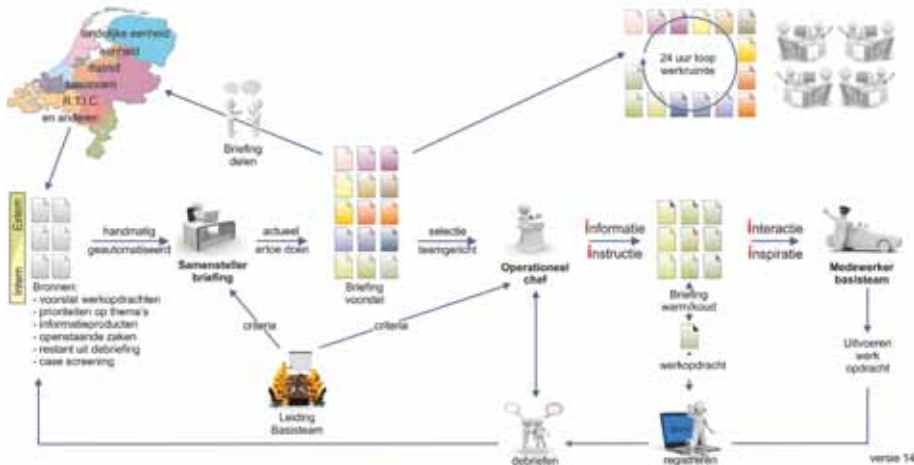 landelijke eenheid
eenheid
district
basisteam
R.T.I.C.
en anderen
Briefing
delen
24 uur loop
werkruimte
Extern
Intern
handmatig
geautomatiseerd
Samensteller
briefing
actueel
ertoe doen
Briefing
voorstel
selectie
teamgericht
Operationeel
chef
informatie
instructie
Briefing
warm/koud
interactie
inspiratie
Medewerker
basisteam
Bronnen:
- voorstel werkopdrachten
- prioriteiten op thema's
- informatieproducten
- openstaande zaken
- restant uit debriefing
- case screening
criteria
criteria
Leiding
Basisteam
werkopdracht
Uitvoeren
werk
opdracht
debriefen
registreren
versie 14